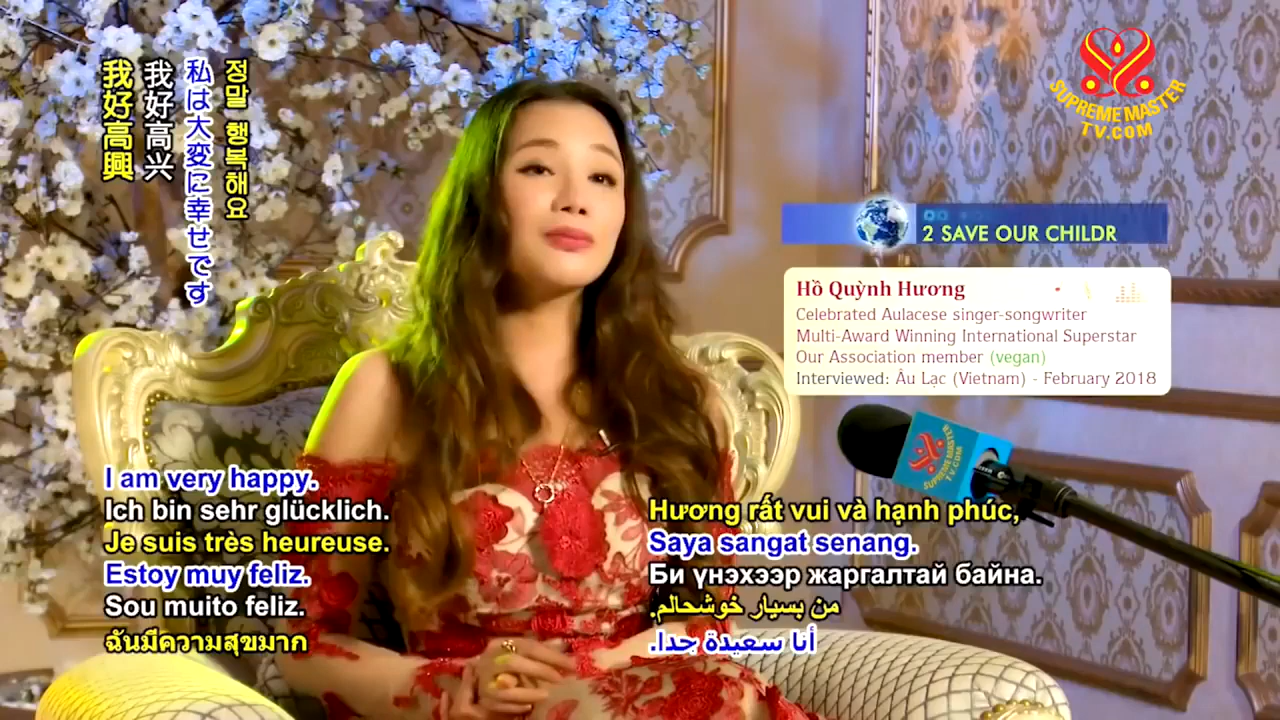 我好高興
我好高兴
私は大変に幸せです
정말 행복해요
SUPREME MASTER
TV.COM
2 SAVE OUR CHILDR
Hồ Quỳnh Hương
Celebrated Aulacese singer-songwriter
Multi-Award Winning International Superstar
Our Association member (vegan)
Interviewed: Âu Lạc (Vietnam) - February 2018
SUPREME MASTER
TV.COM
I am very happy.
Ich bin sehr glücklich.
Je suis très heureuse.
Estoy muy feliz.
Sou muito feliz.
ฉันมีความสุขมาก
Hương rất vui và hạnh phúc,
Saya sangat senang.
Би үнэхээр жаргалтай байна.
من بسیار خوشحالم.
أنا سعيدة جدا.